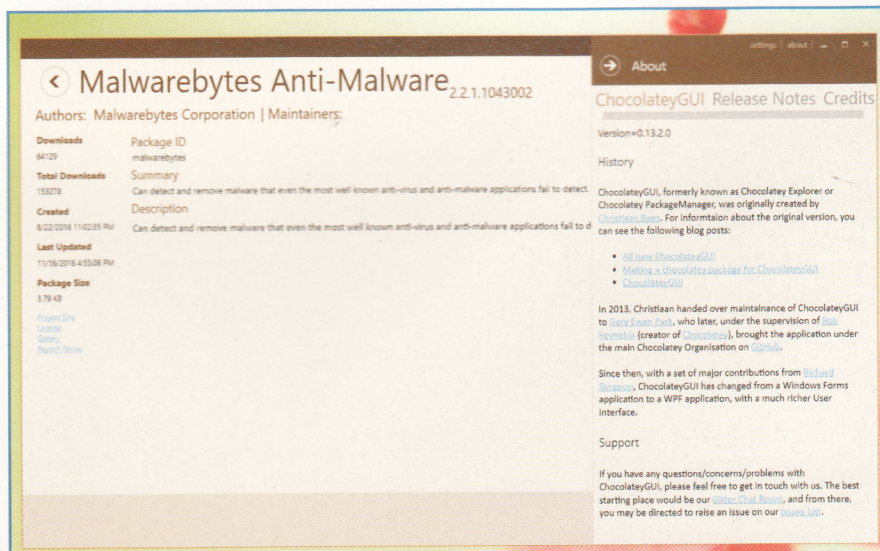 settings | about
Malwarebytes Anti-Malware 2.2.1.1043002
Authors: Malwarebytes Corporation | Maintainers:
Downloads
64129
Total Downloads
153278
Created
8/22/2016 11:02:35 PM
Last Updated
11/16/2016 4:55:08 PM
Package Size
3.79 KB
Project Site
License
Gallery
Report Abuse
Package ID
malwarebytes
Summary
Can detect and remove malware that even the most well known anti-virus and anti-malware applications fail to detect.
Description
Can detect and remove malware that even the most well known anti-virus and anti-malware applications fail to d
About
ChocolateyGUI Release Notes Credits
Version=0.13.2.0
History
ChocolateyGUI, formerly known as Chocolatey Explorer or
Chocolatey PackageManager, was originally created by
Christiaan Baes. For informtaion about the original version, you
can see the following blog posts:
All new ChocolateyGUI
Making a chocolatey package for ChocolateyGUI
ChocolateyGUI
In 2013, Christiaan handed over maintainance of ChocolateyGUI
to Gary Ewan Park, who later, under the supervision of Rob
Reynolds (creator of Chocolatey), brought the application under
the main Chocolatey Organisation on GitHub.
Since then, with a set of major contributions from Richard
Simpson, ChocolateyGUI has changed from a Windows Forms
application to a WPF application, with a much richer User
Interface.
Support
If you have any questions/concerns/problems with
ChocolateyGUI, please feel free to get in touch with us. The best
starting place would be our Gitter Chat Room, and from there,
you may be directed to raise an issue on our Issues List.